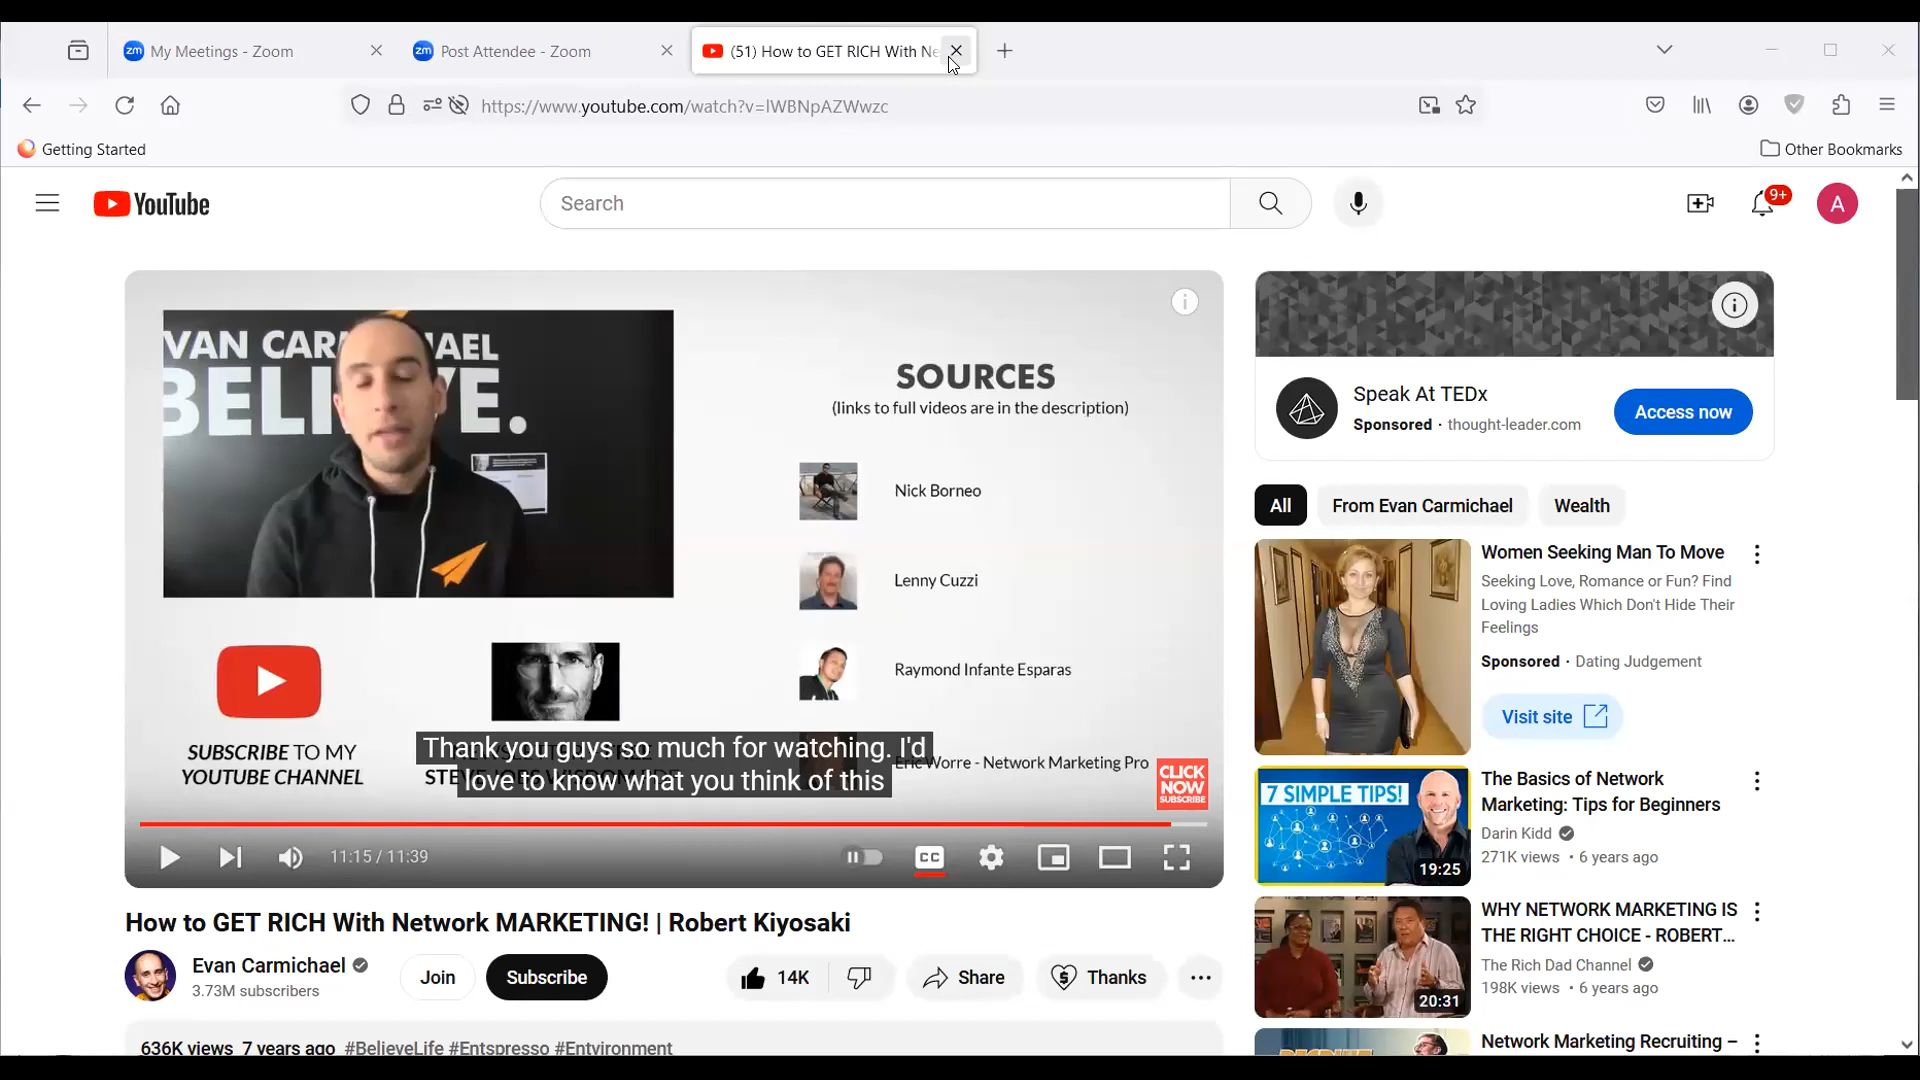 My Meetings - Zoom
Post Attendee - Zoom
(51) How to GET RICH With Ne
https://www.youtube.com/watch?v=lWBNpAZWwzc
Getting Started
Other Bookmarks
YouTube
Search
9+
A
VAN CAR AEL
BEL VE.
SOURCES
(links to full videos are in the description)
Nick Borneo
Lenny Cuzzi
Raymond Infante Esparas
Eric Worre - Network Marketing Pro
SUBSCRIBE TO MY
YOUTUBE CHANNEL
Thank you guys so much for watching. I'd
love to know what you think of this
CLICK
NOW
SUBSCRIBE
11:15 / 11:39
CC
How to GET RICH With Network MARKETING! | Robert Kiyosaki
Evan Carmichael
3.73M subscribers
Join
Subscribe
14K
Share
Thanks
636K views 7 years ago #BelieveLife #Entspresso #Entvironment
Speak At TEDx
Sponsored · thought-leader.com
Access now
All
From Evan Carmichael
Wealth
Women Seeking Man To Move
Seeking Love, Romance or Fun? Find
Loving Ladies Which Don't Hide Their
Feelings
Sponsored · Dating Judgement
Visit site
7 SIMPLE TIPS!
19:25
The Basics of Network
Marketing: Tips for Beginners
Darin Kidd
271K views • 6 years ago
20:31
WHY NETWORK MARKETING IS
THE RIGHT CHOICE - ROBERT...
The Rich Dad Channel
198K views • 6 years ago
Network Marketing Recruiting –